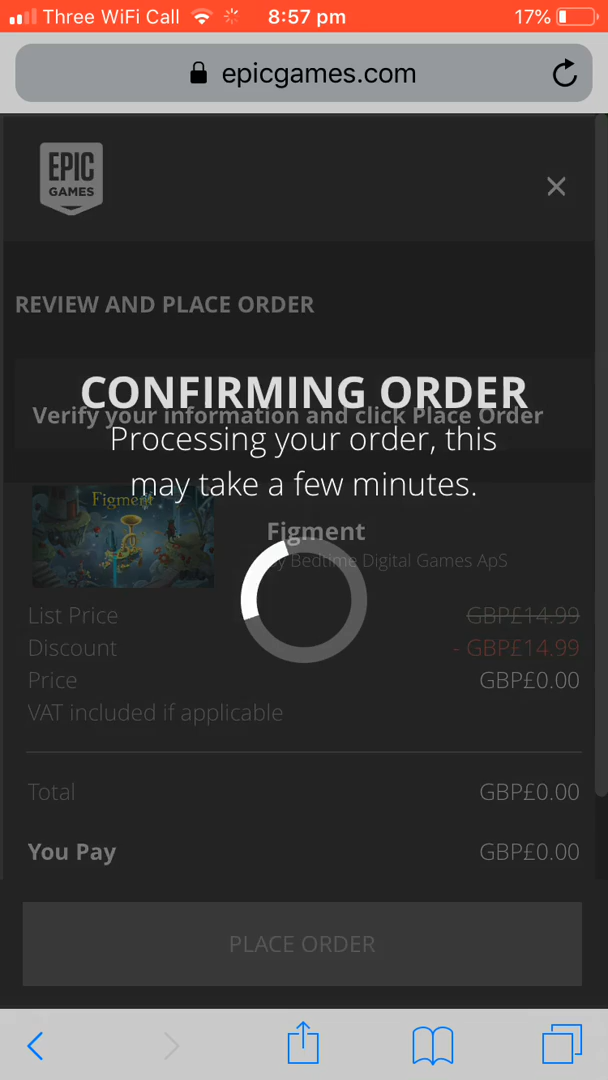 Three WiFi Call 8:57 pm 17%
epicgames.com
EPIC
GAMES
REVIEW AND PLACE ORDER
CONFIRMING ORDER
Verify your information and click Place Order
Processing your order, this
may take a few minutes.
Figment
Figment
by Bedtime Digital Games ApS
List Price GBP£14.99
Discount - GBP£14.99
Price GBP£0.00
VAT included if applicable
Total GBP£0.00
You Pay GBP£0.00
PLACE ORDER